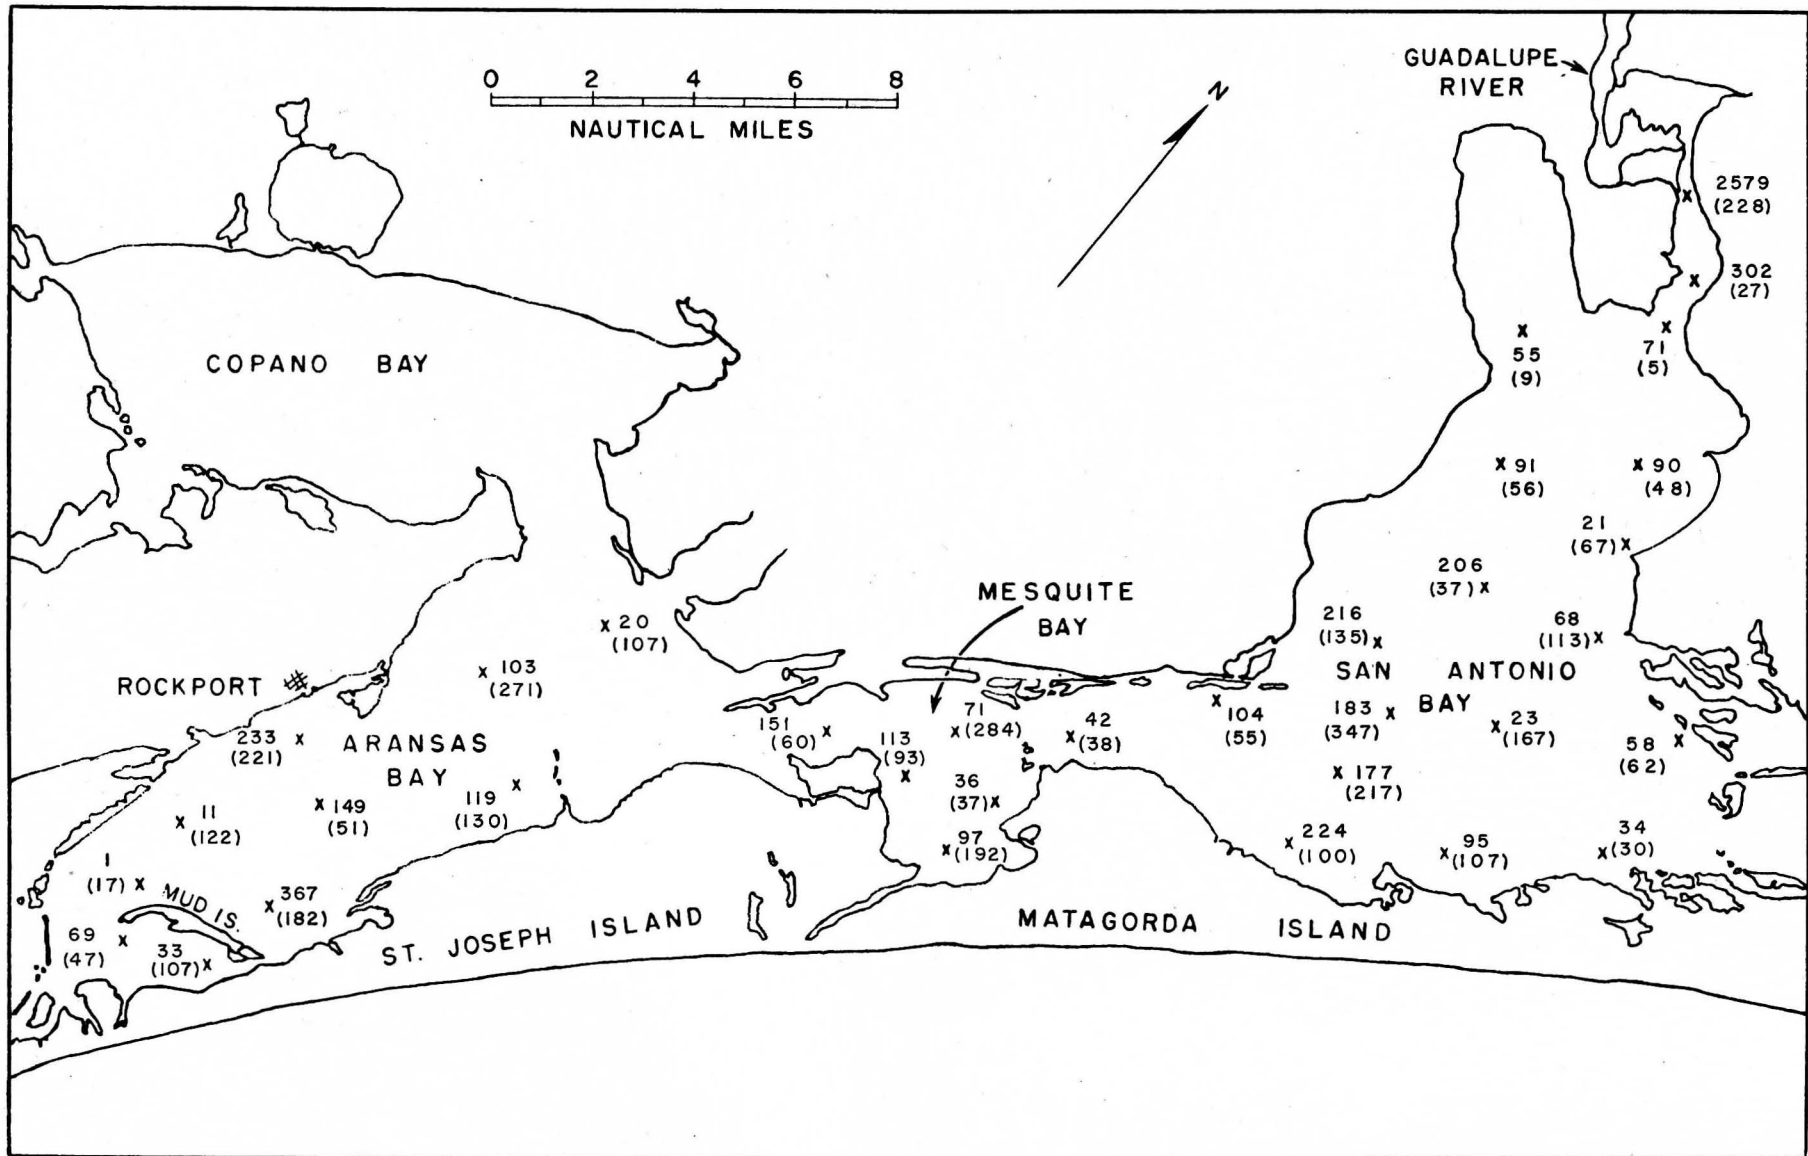 0 2 4 6 8
NAUTICAL MILES
N
GUADALUPE
RIVER
2579
(228)
302
(27)
71
(5)
55
(9)
COPANO BAY
x 91
(56)
x 90
(48)
21
(67) x
206
(37) x
MESQUITE
BAY
216
(135) x
68
(113) x
x 20
(107)
x 103
(271)
ROCKPORT
SAN ANTONIO
BAY
233
(221)
ARANSAS
BAY
151
(60)
113
(93)
71
(284)
42
(38)
104
(55)
183
(347)
23
(167)
58
(62)
177
(217)
36
(37)
119
(130)
149
(51)
11
(122)
97
(192)
224
(100)
95
(107)
34
(30)
1
(17)
MUD IS.
367
(182)
69
(47)
33
(107)
ST. JOSEPH ISLAND
MATAGORDA ISLAND